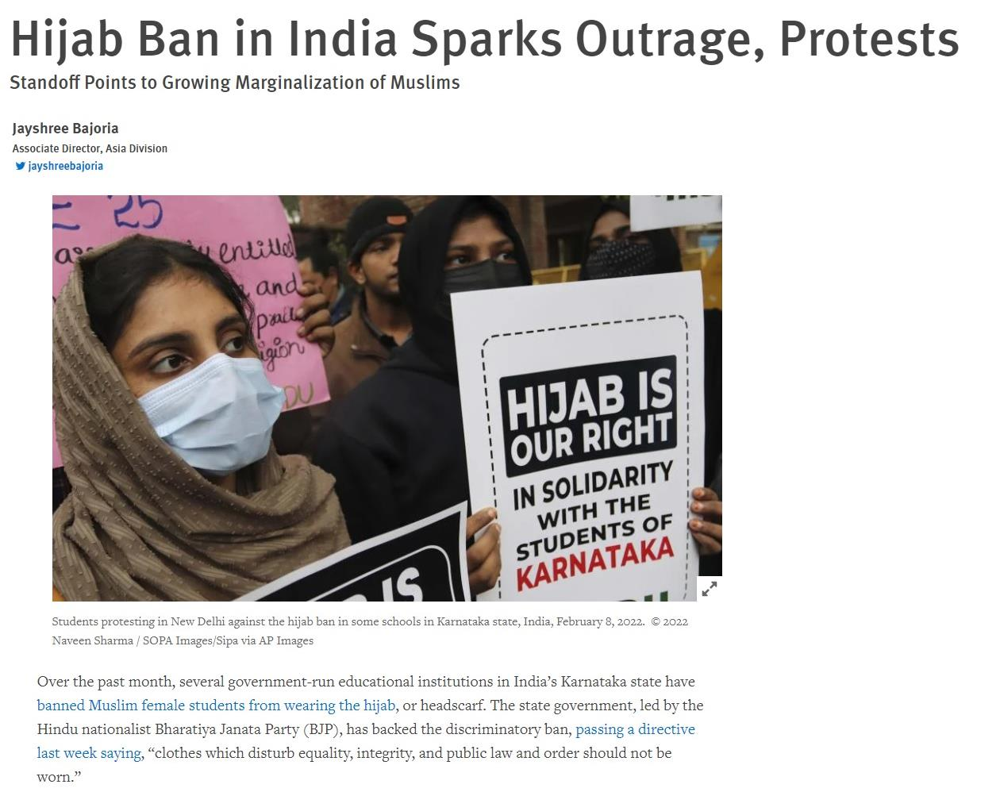 Hijab Ban in India Sparks Outrage, Protests
Standoff Points to Growing Marginalization of Muslims
Jayshree Bajoria
Associate Director, Asia Division
jayshreebajoria
25
entitled
and
igion
DU
HIJAB IS
OUR RIGHT
IN SOLIDARITY
WITH THE
STUDENTS OF
KARNATAKA
IS
Students protesting in New Delhi against the hijab ban in some schools in Karnataka state, India, February 8, 2022. © 2022
Naveen Sharma / SOPA Images/Sipa via AP Images
Over the past month, several government-run educational institutions in India’s Karnataka state have
banned Muslim female students from wearing the hijab, or headscarf. The state government, led by the
Hindu nationalist Bharatiya Janata Party (BJP), has backed the discriminatory ban, passing a directive
last week saying, “clothes which disturb equality, integrity, and public law and order should not be
worn.”